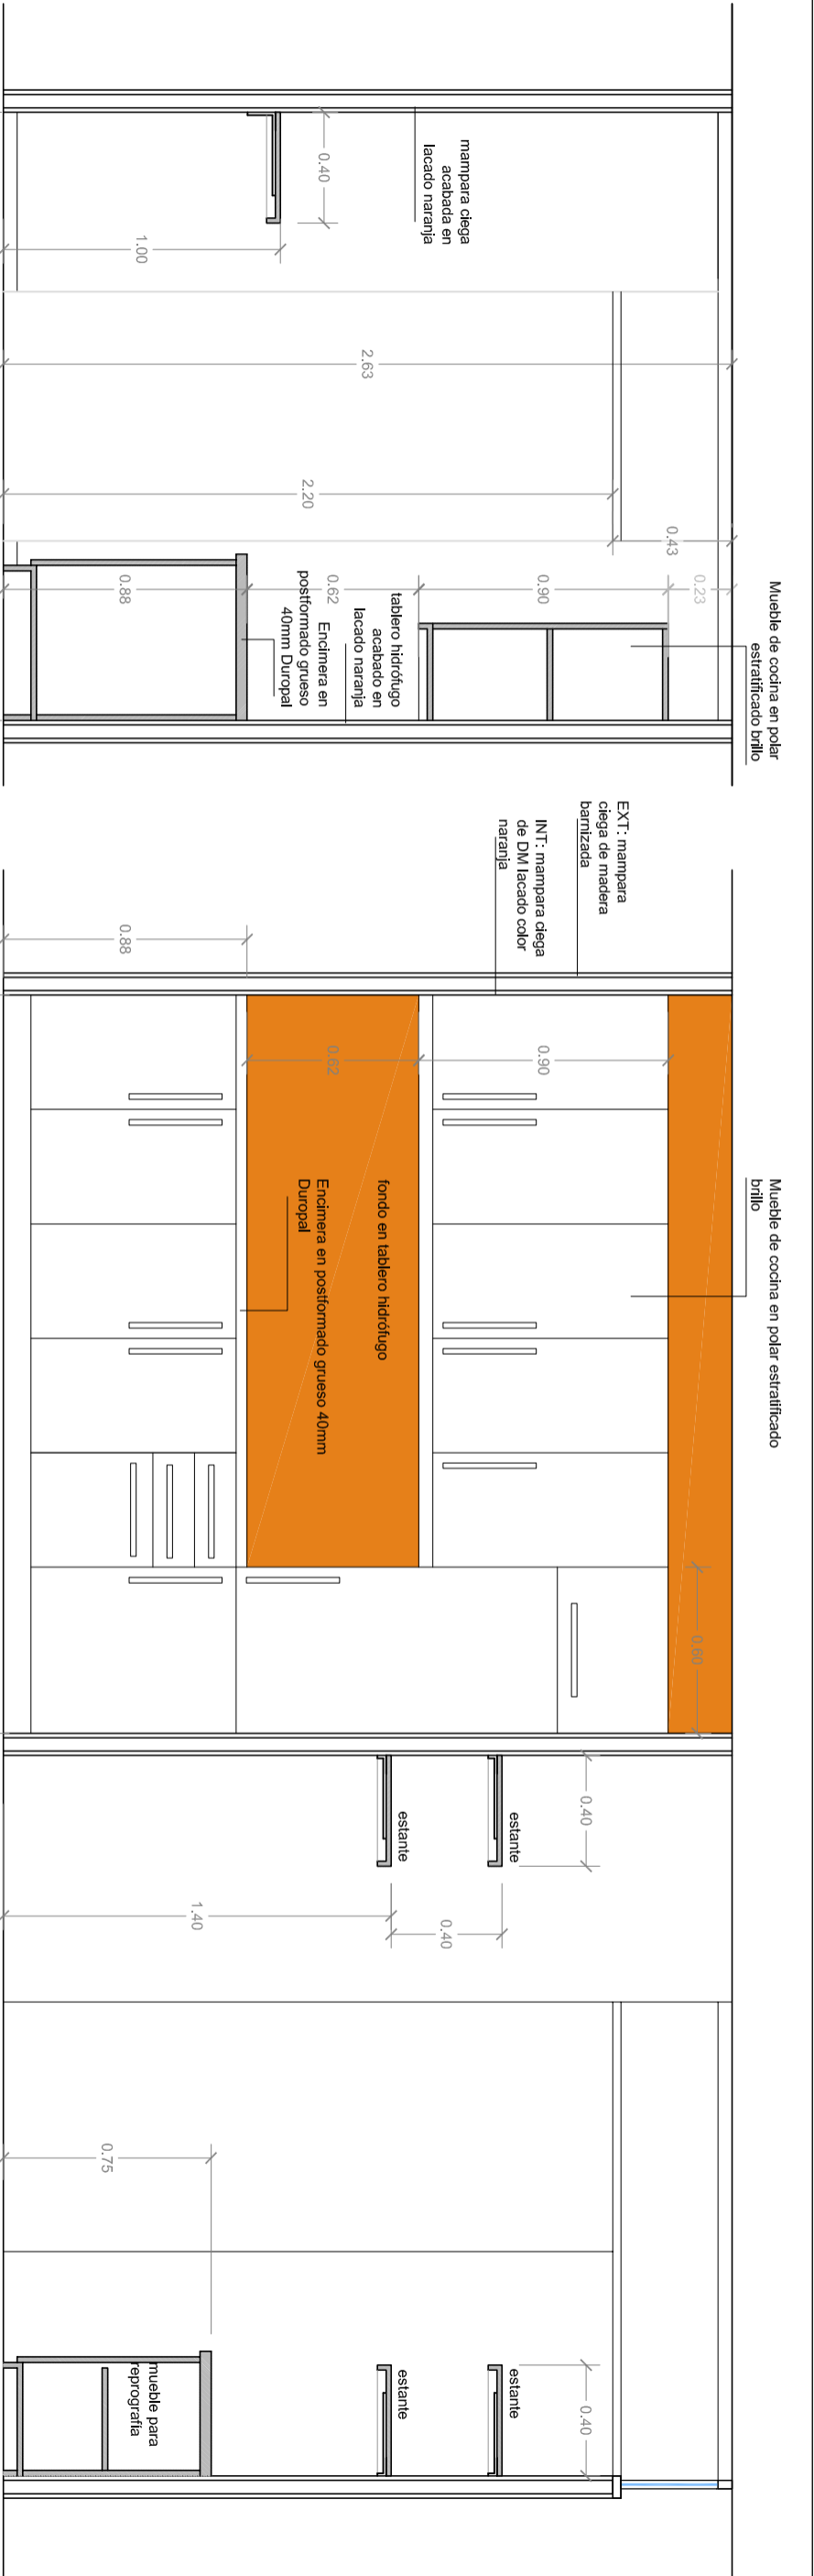 mampara ciega
acabada en
lacado naranja
0.40
1.00
2.63
2.20
0.43
Mueble de cocina en polar
estratificado brillo
0.23
0.90
0.62
0.88
tablero hidrófugo
acabado en
lacado naranja
Encimera en
postformado grueso
40mm Duropal
EXT: mampara
ciega de madera
barnizada
INT: mampara ciega
de DM lacado color
naranja
0.88
0.62
0.90
Mueble de cocina en polar estratificado
brillo
fondo en tablero hidrófugo
Encimera en postformado grueso 40mm
Duropal
0.60
0.40
estante
estante
1.40
0.40
0.75
0.40
estante
estante
mueble para
reprografía